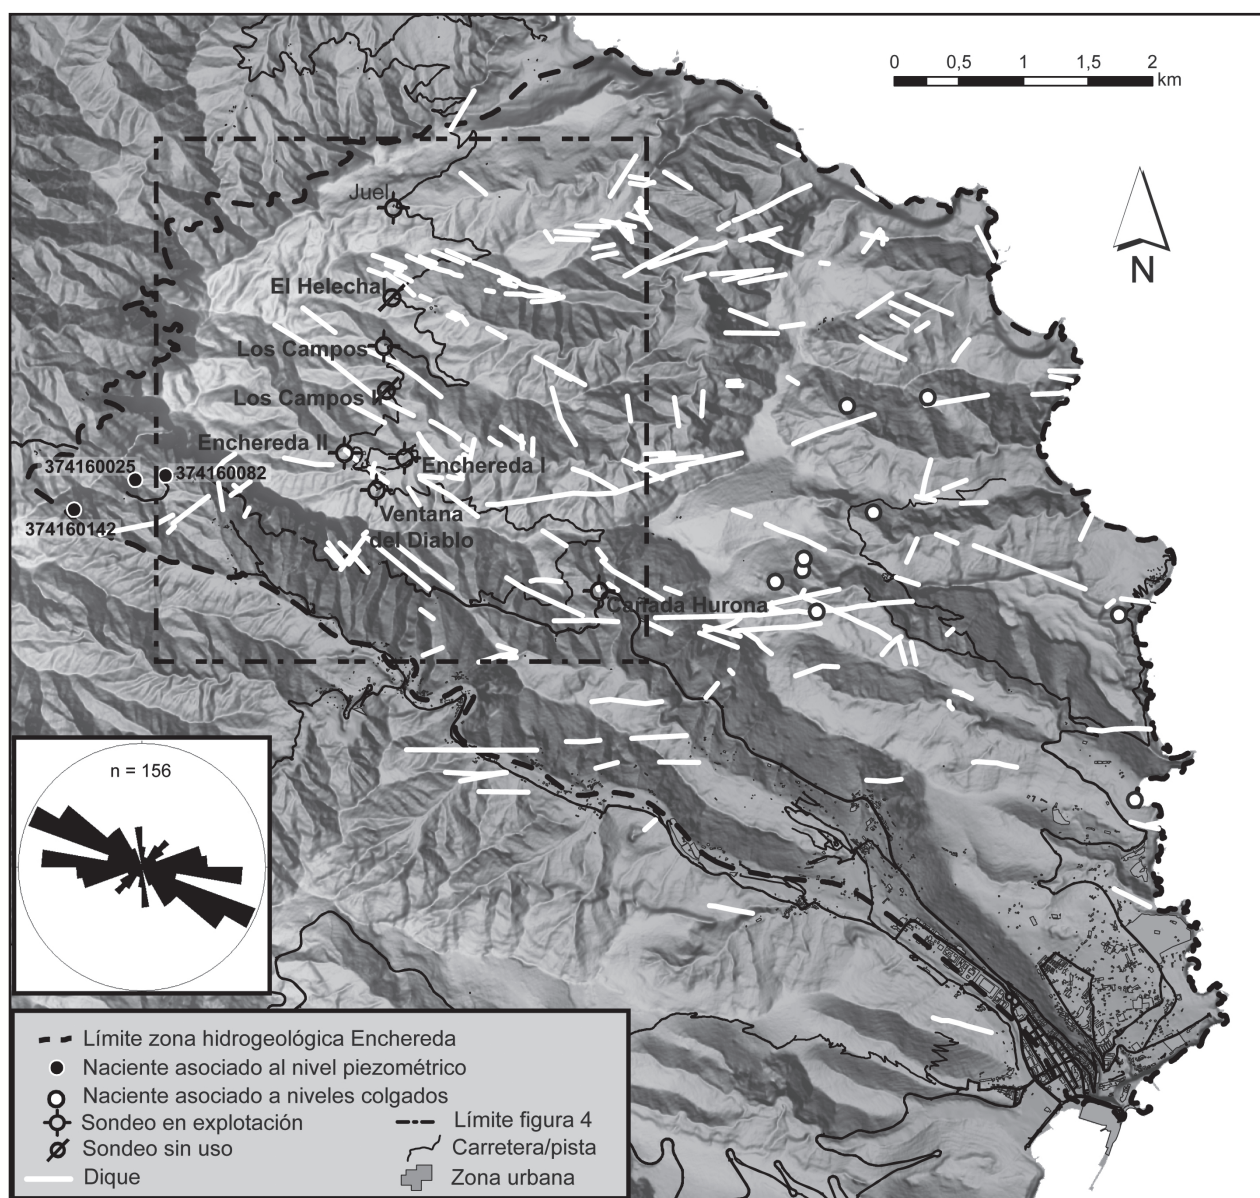 0 0,5 1 1,5 2
km
N
Juel
El Helechal
Los Campos
Los Campos I
Enchereda II
Enchereda I
374160025
374160082
374160142
Ventana
del Diablo
Cañada Hurona
n = 156
Límite zona hidrogeológica Enchereda
Naciente asociado al nivel piezométrico
Naciente asociado a niveles colgados
Sondeo en explotación
Límite figura 4
Sondeo sin uso
Carretera/pista
Dique
Zona urbana